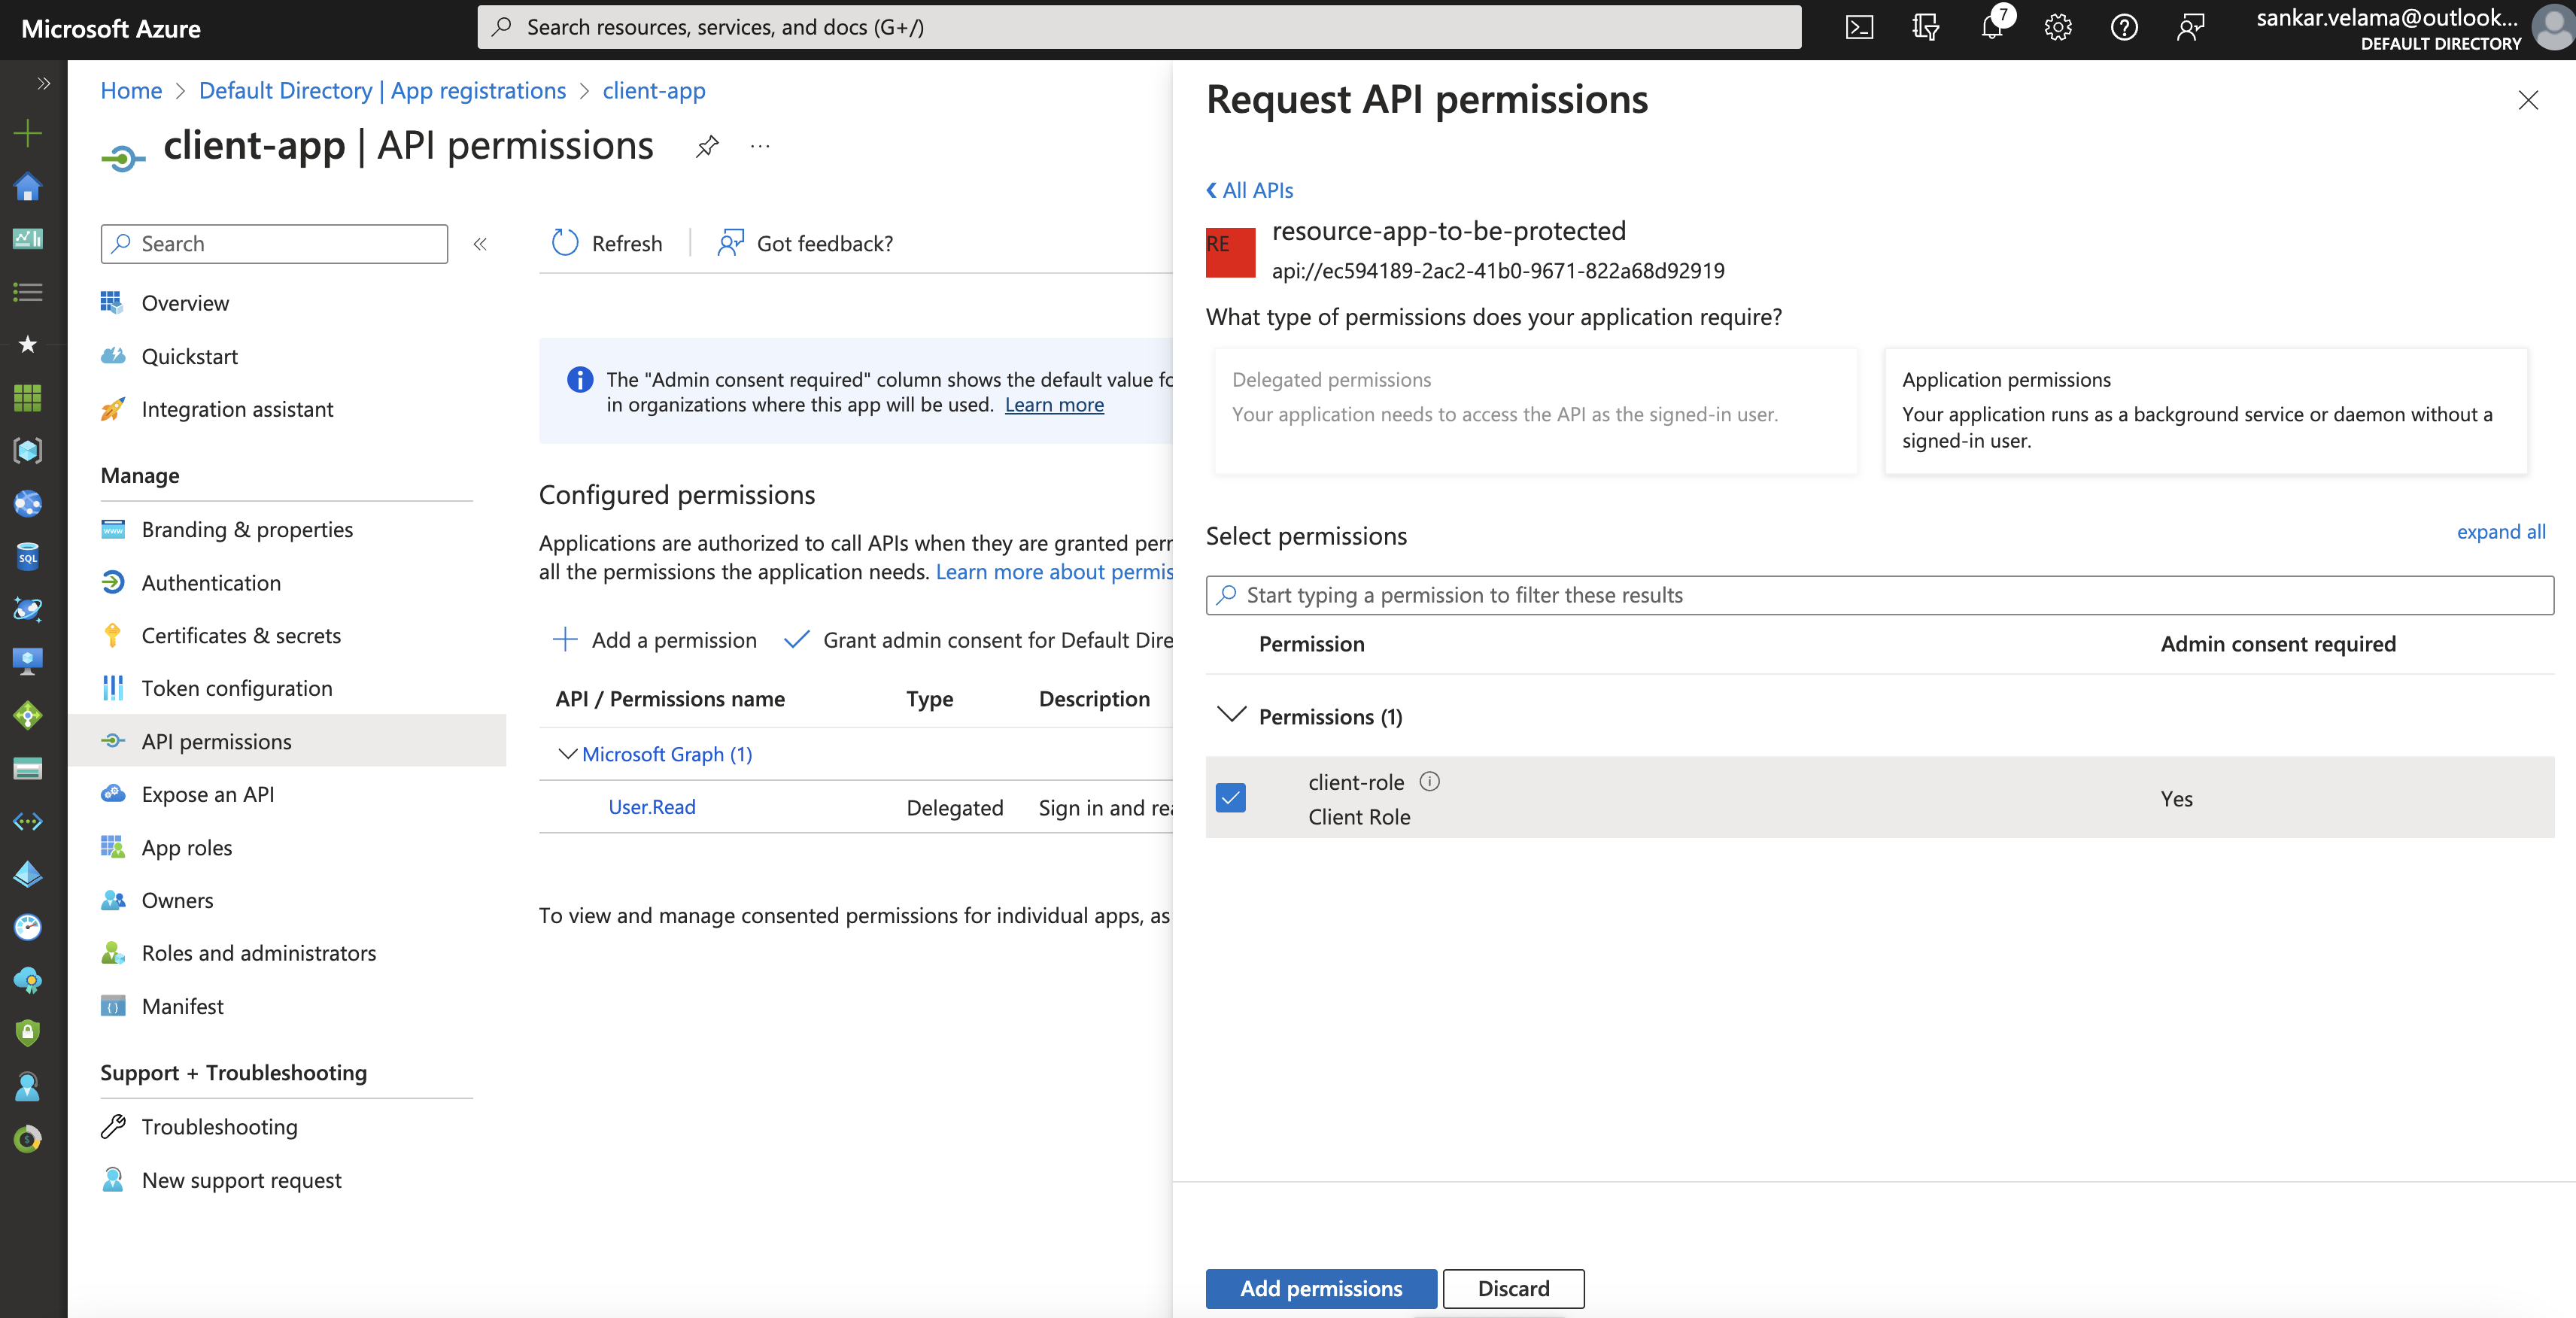 Microsoft Azure
Search resources, services, and docs (G+/)
7
sankar.velama@outlook...
DEFAULT DIRECTORY
Home > Default Directory | App registrations > client-app
client-app | API permissions
Search
Refresh
Got feedback?
Overview
Quickstart
Integration assistant
Manage
Branding & properties
Authentication
Certificates & secrets
Token configuration
API permissions
Expose an API
App roles
Owners
Roles and administrators
Manifest
Support + Troubleshooting
Troubleshooting
New support request
The "Admin consent required" column shows the default value fo
in organizations where this app will be used. Learn more
Configured permissions
Applications are authorized to call APIs when they are granted perr
all the permissions the application needs. Learn more about permis
Add a permission
Grant admin consent for Default Dire
API / Permissions name Type Description
Microsoft Graph (1)
User.Read Delegated Sign in and rea
To view and manage consented permissions for individual apps, as
Request API permissions
All APIs
RE
resource-app-to-be-protected
api://ec594189-2ac2-41b0-9671-822a68d92919
What type of permissions does your application require?
Delegated permissions
Your application needs to access the API as the signed-in user.
Application permissions
Your application runs as a background service or daemon without a
signed-in user.
Select permissions
expand all
Start typing a permission to filter these results
Permission Admin consent required
Permissions (1)
client-role
Client Role
Yes
Add permissions
Discard